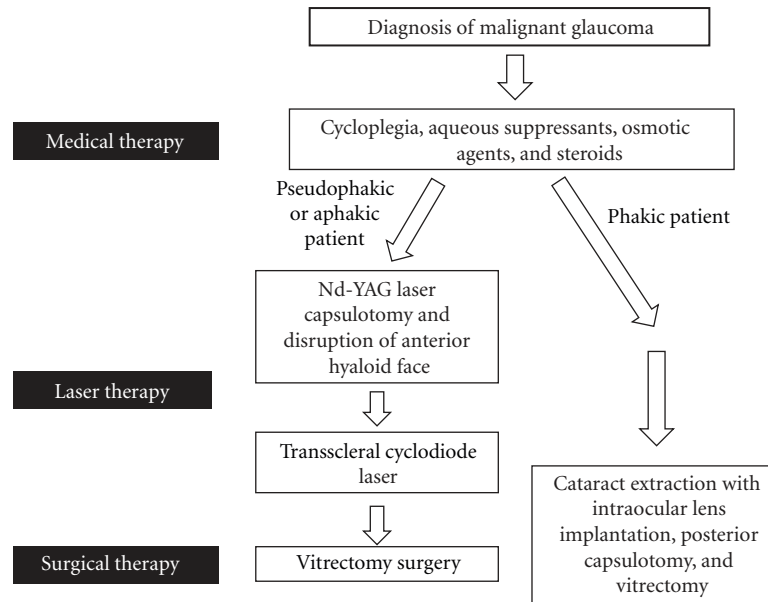 Diagnosis of malignant glaucoma
Medical therapy
Cycloplegia, aqueous suppressants, osmotic
agents, and steroids
Pseudophakic
or aphakic
patient
Phakic patient
Nd-YAG laser
capsulotomy and
disruption of anterior
hyaloid face
Laser therapy
Transscleral cyclodiode
laser
Cataract extraction with
intraocular lens
implantation, posterior
capsulotomy, and
vitrectomy
Surgical therapy
Vitrectomy surgery